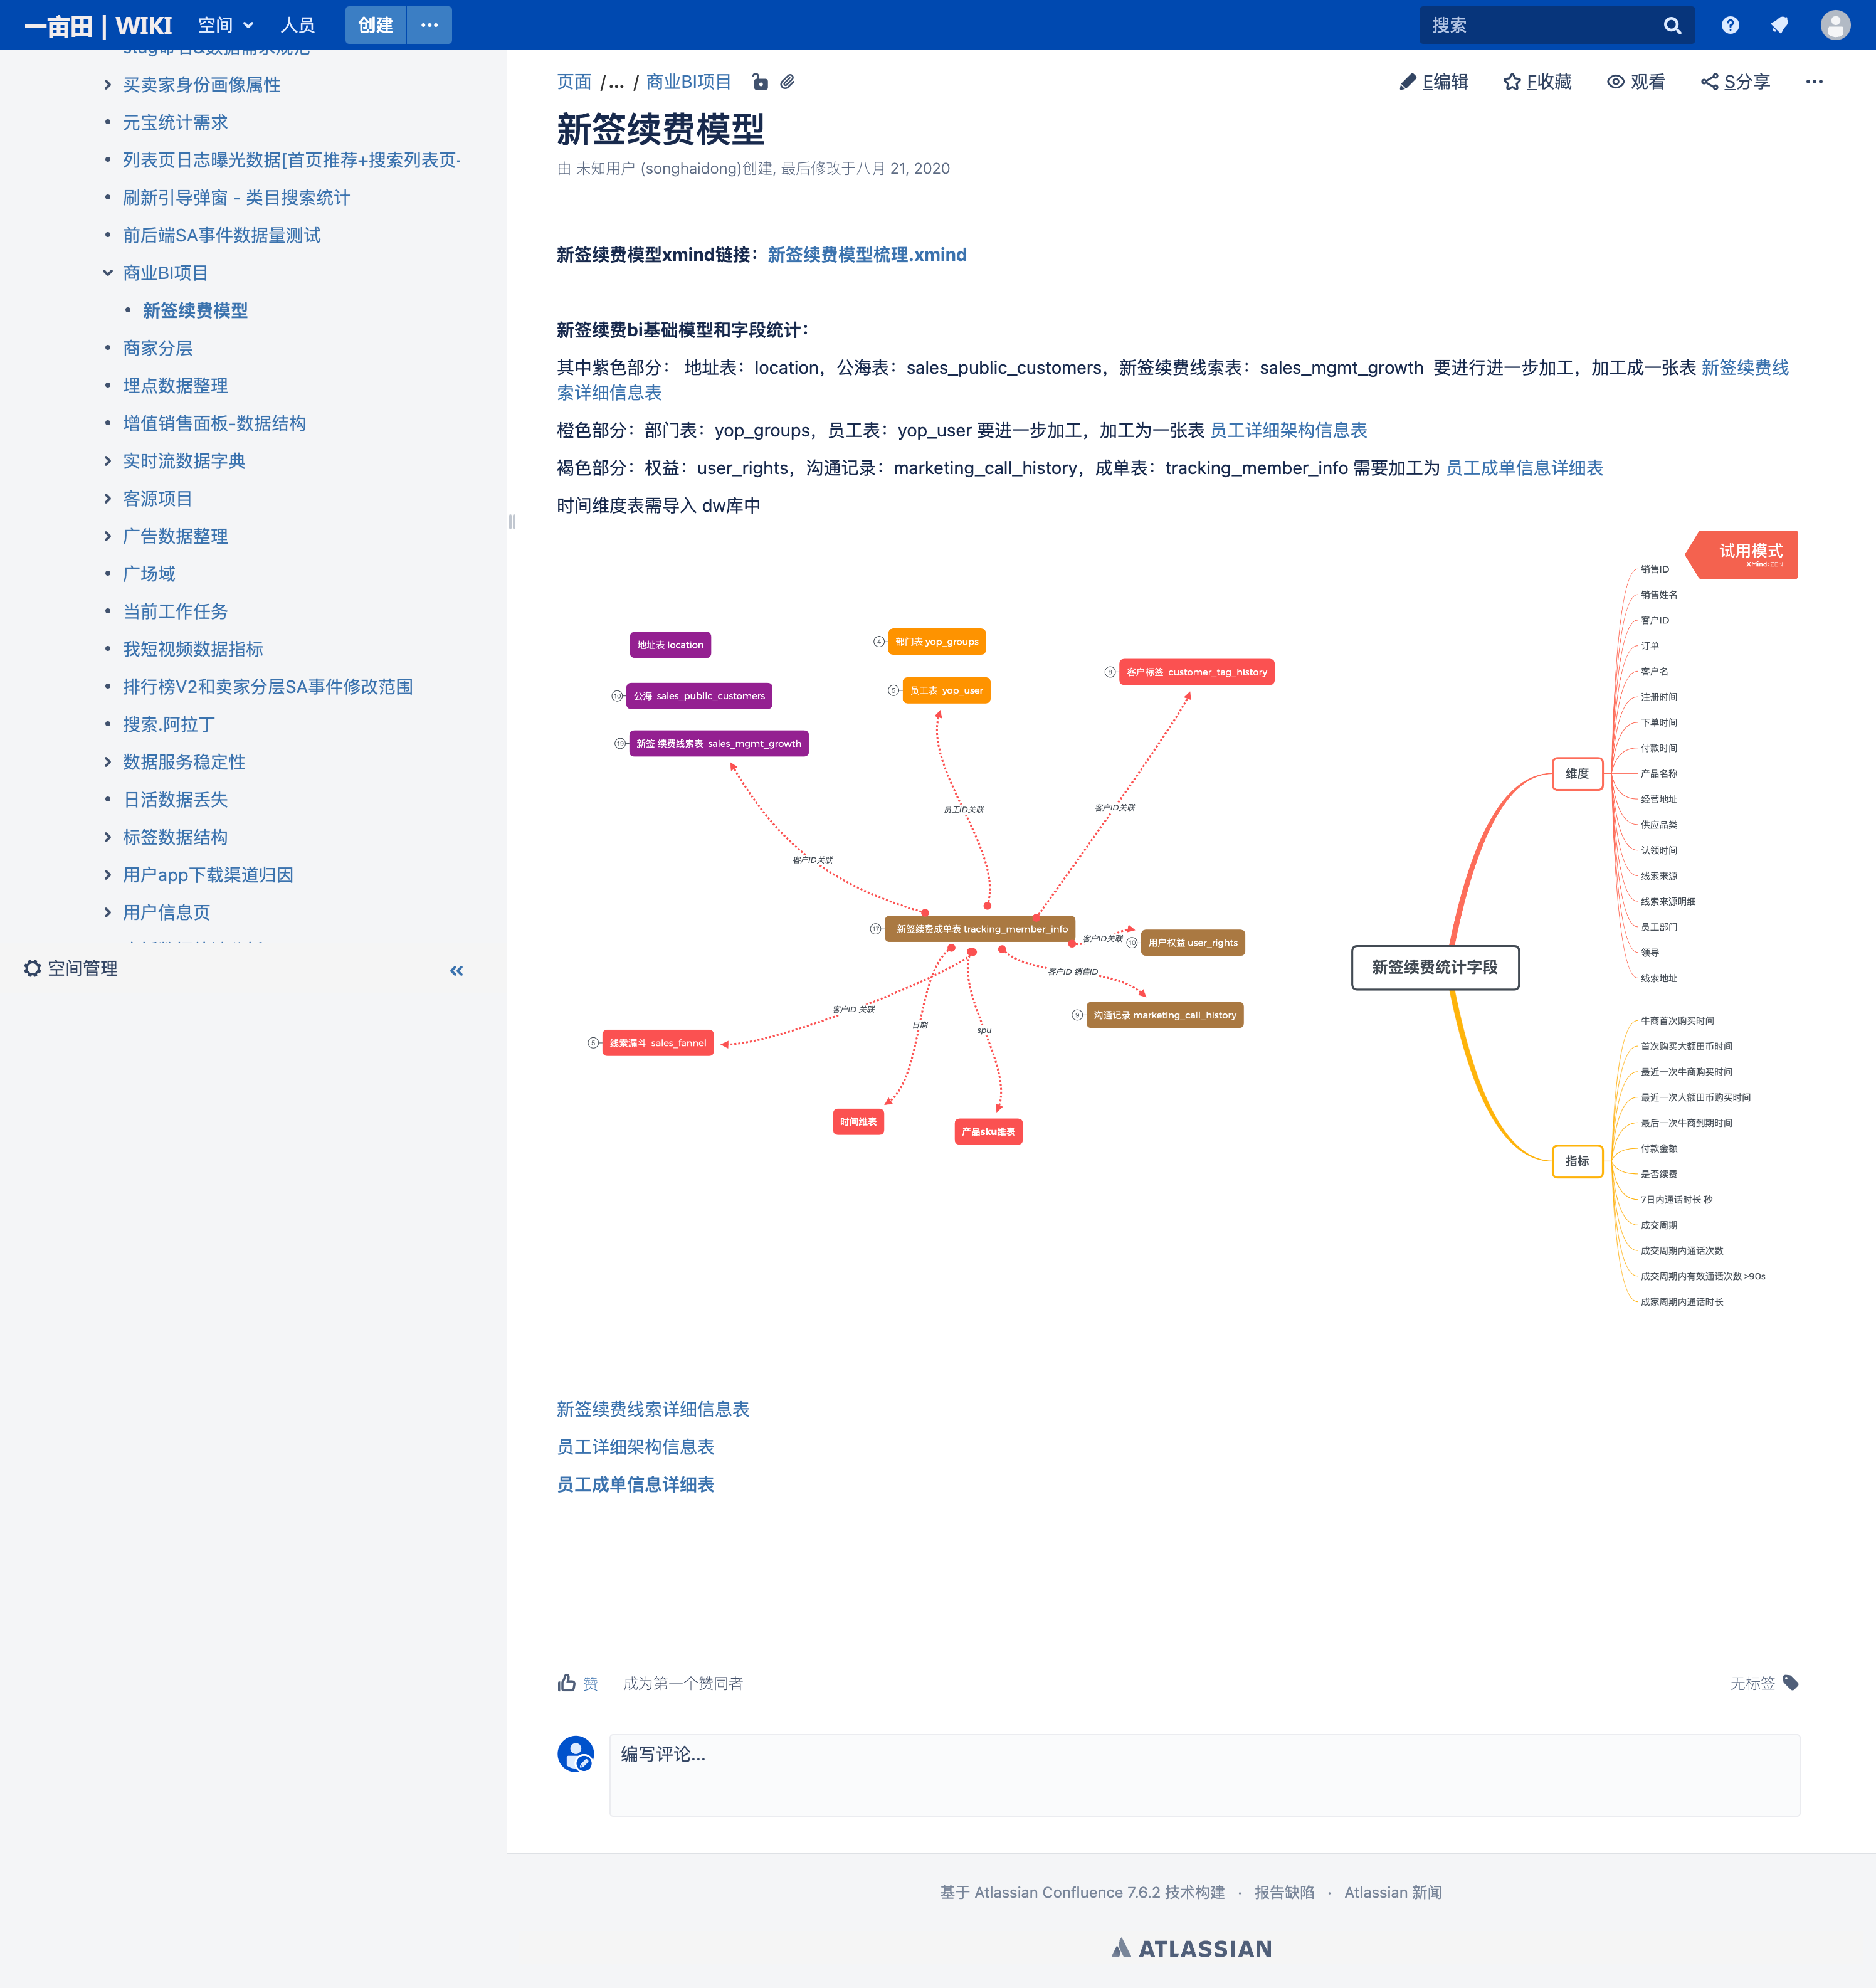 一亩田 | WIKI 空间 人员 创建 ··· 搜索
买卖家身份画像属性
元宝统计需求
列表页日志曝光数据[首页推荐+搜索列表页-
刷新引导弹窗 - 类目搜索统计
前后端SA事件数据量测试
商业BI项目
新签续费模型
商家分层
埋点数据整理
增值销售面板-数据结构
实时流数据字典
客源项目
广告数据整理
广场域
当前工作任务
我短视频数据指标
排行榜V2和卖家分层SA事件修改范围
搜索.阿拉丁
数据服务稳定性
日活数据丢失
标签数据结构
用户app下载渠道归因
用户信息页
空间管理
页面 /... / 商业BI项目
E编辑 F收藏 观看 S分享 ···
新签续费模型
由 未知用户 (songhaidong)创建, 最后修改于八月 21, 2020
新签续费模型xmind链接：新签续费模型梳理.xmind
新签续费bi基础模型和字段统计：
其中紫色部分： 地址表：location，公海表：sales_public_customers，新签续费线索表：sales_mgmt_growth 要进行进一步加工，加工成一张表 新签续费线
索详细信息表
橙色部分：部门表：yop_groups，员工表：yop_user 要进一步加工，加工为一张表 员工详细架构信息表
褐色部分：权益：user_rights，沟通记录：marketing_call_history，成单表：tracking_member_info 需要加工为 员工成单信息详细表
时间维度表需导入 dw库中
地址表 location
10 公海 sales_public_customers
19 新签 续费线索表 sales_mgmt_growth
4 部门表 yop_groups
5 员工表 yop_user
8 客户标签 customer_tag_history
员工ID关联
客户ID关联
客户ID关联
17 新签续费成单表 tracking_member_info
客户ID关联
10 用户权益 user_rights
客户ID 销售ID
9 沟通记录 marketing_call_history
客户ID 关联
日期
spu
5 线索漏斗 sales_fannel
时间维表
产品sku维表
试用模式
XMind:ZEN
新签续费统计字段
维度
销售ID
销售姓名
客户ID
订单
客户名
注册时间
下单时间
付款时间
产品名称
经营地址
供应品类
认领时间
线索来源
线索来源明细
员工部门
领导
线索地址
指标
牛商首次购买时间
首次购买大额田币时间
最近一次牛商购买时间
最近一次大额田币购买时间
最后一次牛商到期时间
付款金额
是否续费
7日内通话时长 秒
成交周期
成交周期内通话次数
成交周期内有效通话次数 >90s
成家周期内通话时长
新签续费线索详细信息表
员工详细架构信息表
员工成单信息详细表
赞 成为第一个赞同者 无标签
编写评论...
基于 Atlassian Confluence 7.6.2 技术构建 · 报告缺陷 · Atlassian 新闻
ATLASSIAN